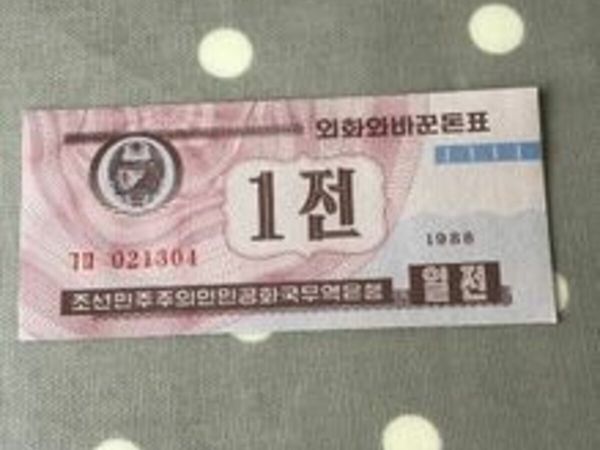 외화와바꾼돈표
1 전
1988
021304
조선민주주의인민공화국무역은행
일전